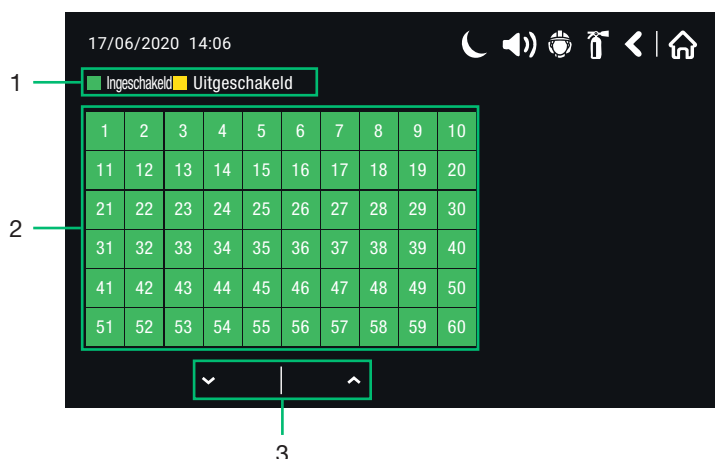 17/06/2020 14:06
1
Ingeschakeld Uitgeschakeld
1 2 3 4 5 6 7 8 9 10
11 12 13 14 15 16 17 18 19 20
2
21 22 23 24 25 26 27 28 29 30
31 32 33 34 35 36 37 38 39 40
41 42 43 44 45 46 47 48 49 50
51 52 53 54 55 56 57 58 59 60
3